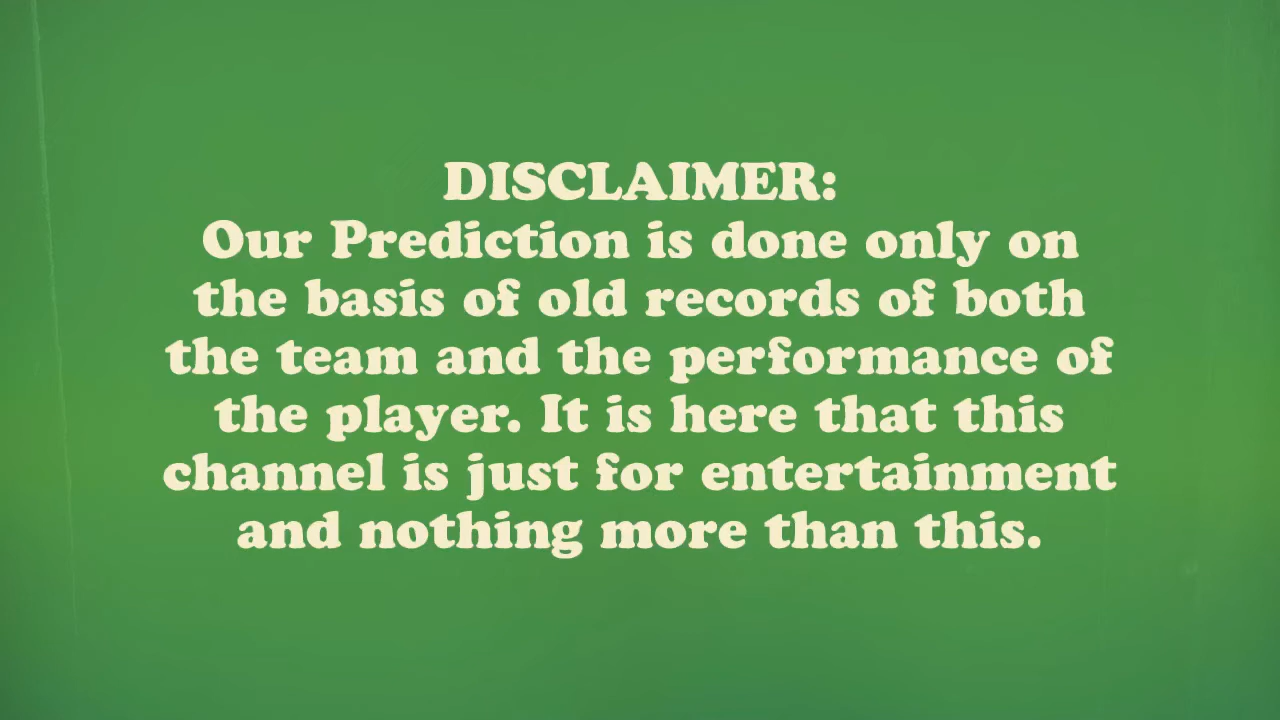 DISCLAIMER:
Our Prediction is done only on
the basis of old records of both
the team and the performance of
the player. It is here that this
channel is just for entertainment
and nothing more than this.